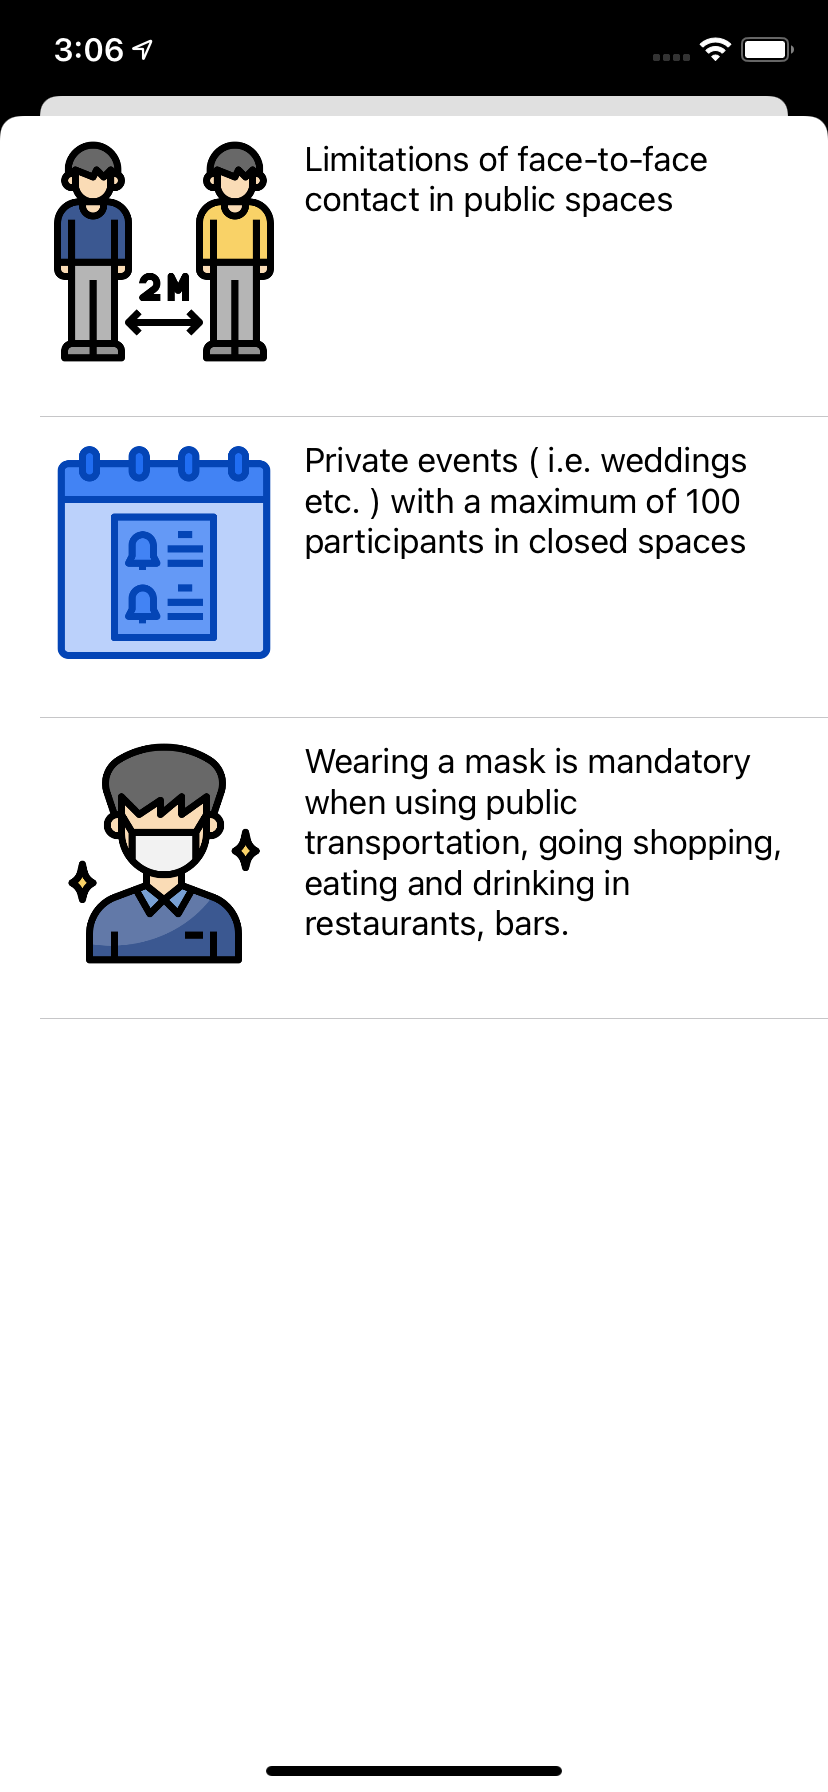 3:06
Limitations of face-to-face
contact in public spaces
2M
Private events ( i.e. weddings
etc. ) with a maximum of 100
participants in closed spaces
Wearing a mask is mandatory
when using public
transportation, going shopping,
eating and drinking in
restaurants, bars.